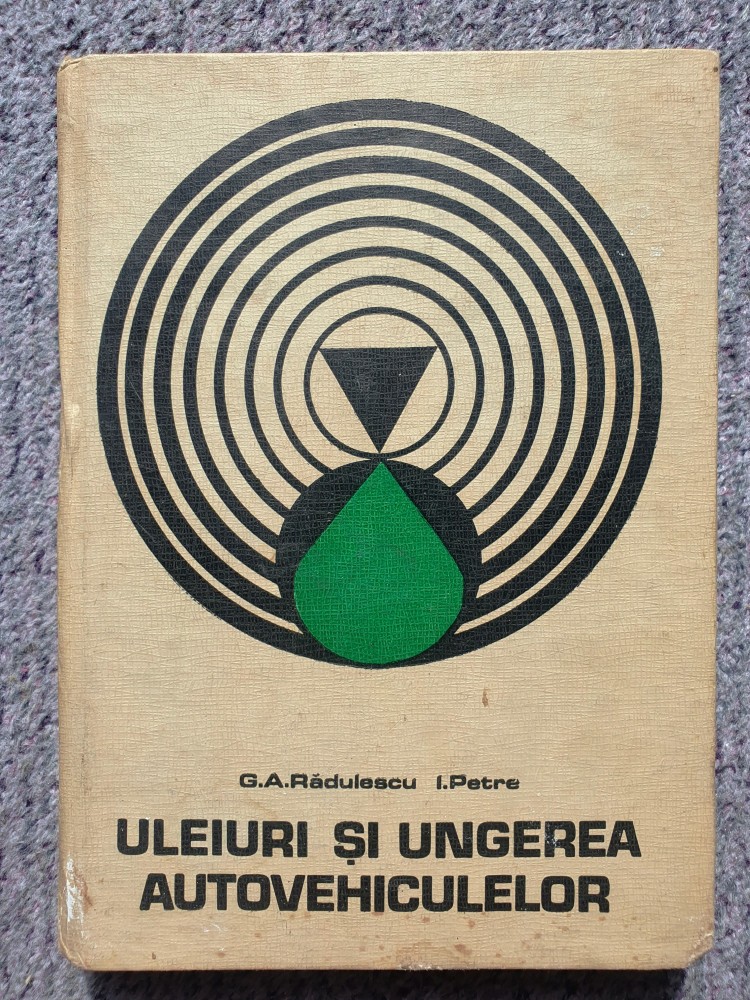 G.A.Rădulescu I.Petre
ULEIURI ȘI UNGEREA
AUTOVEHICULELOR